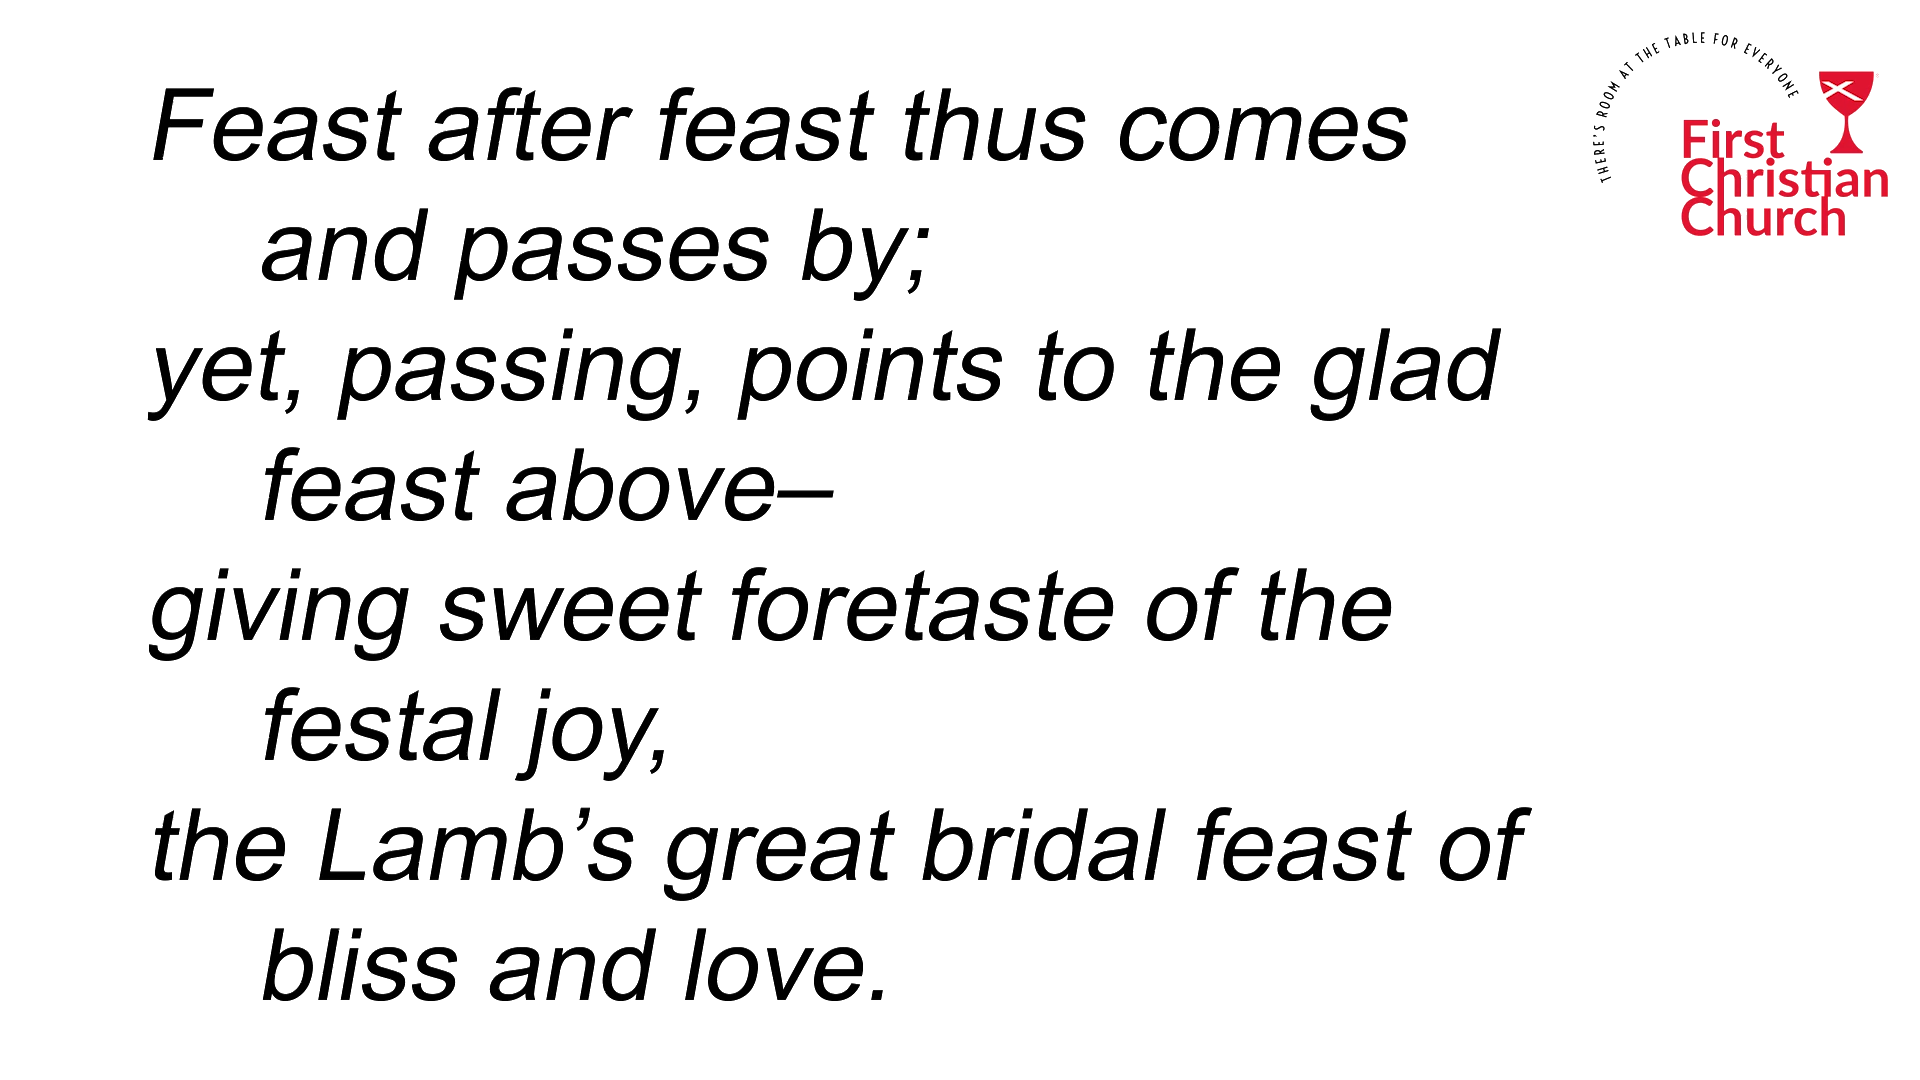 Feast after feast thus comes
and passes by;
yet, passing, points to the glad
feast above–
giving sweet foretaste of the
festal joy,
the Lamb’s great bridal feast of
bliss and love.
THERE'S ROOM AT THE TABLE FOR EVERYONE
First
Christian
Church